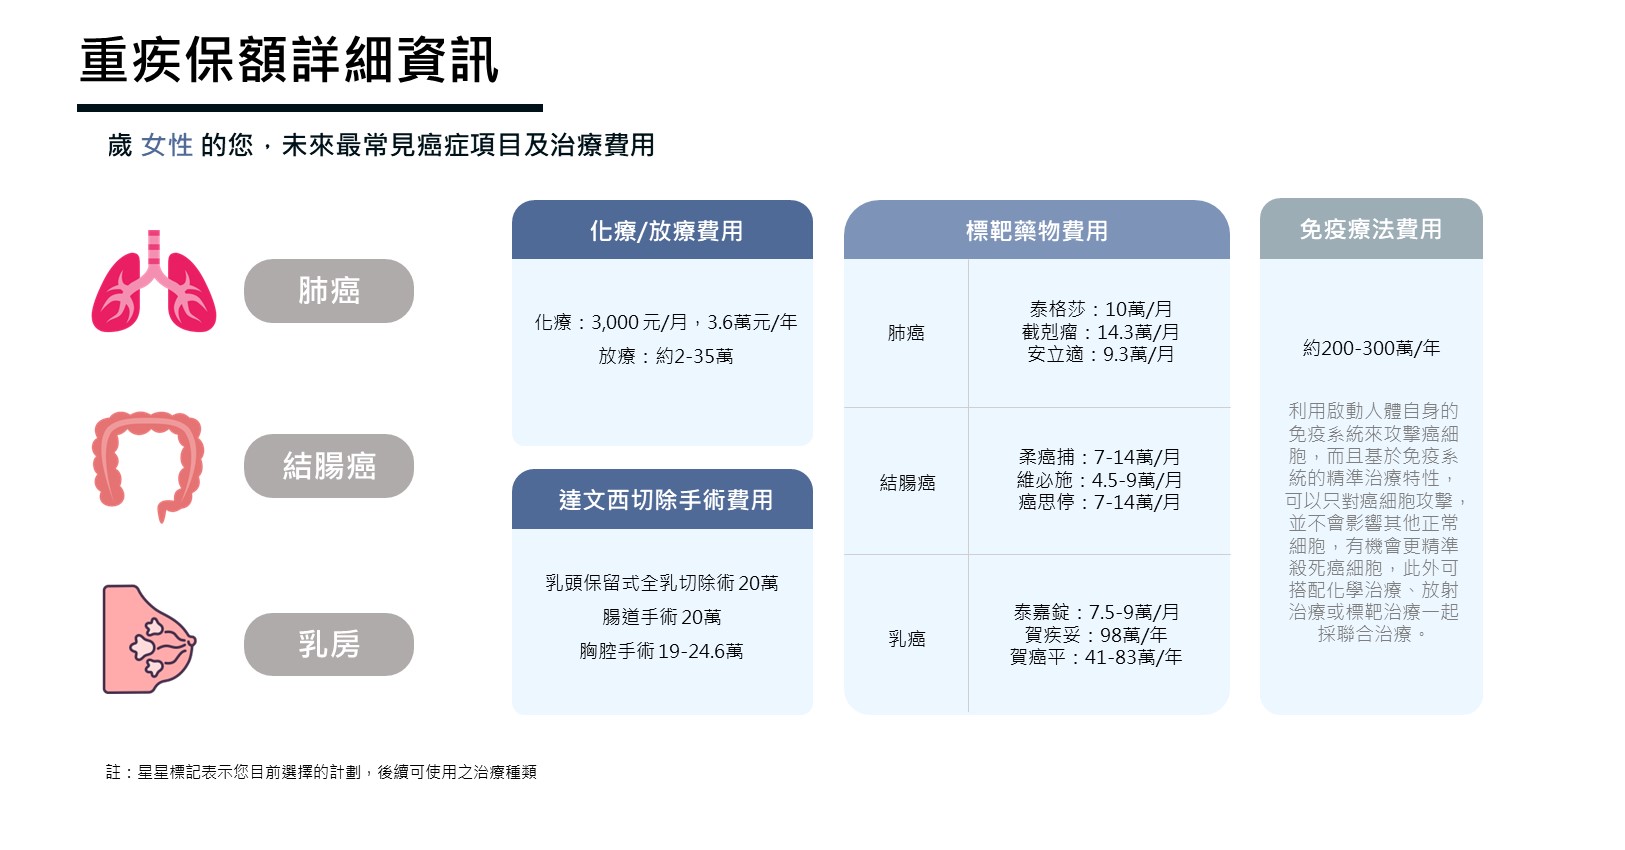 重疾保額詳細資訊
歲 女性 的您，未來最常見癌症項目及治療費用
肺癌
結腸癌
乳房
化療/放療費用
化療：3,000 元/月，3.6萬元/年
放療：約2-35萬
達文西切除手術費用
乳頭保留式全乳切除術 20萬
腸道手術 20萬
胸腔手術 19-24.6萬
標靶藥物費用
肺癌
泰格莎：10萬/月
截剋瘤：14.3萬/月
安立適：9.3萬/月
結腸癌
柔癌捕：7-14萬/月
維必施：4.5-9萬/月
癌思停：7-14萬/月
乳癌
泰嘉錠：7.5-9萬/月
賀疾妥：98萬/年
賀癌平：41-83萬/年
免疫療法費用
約200-300萬/年
利用啟動人體自身的
免疫系統來攻擊癌細
胞，而且基於免疫系
統的精準治療特性，
可以只對癌細胞攻擊，
並不會影響其他正常
細胞，有機會更精準
殺死癌細胞，此外可
搭配化學治療、放射
治療或標靶治療一起
採聯合治療。
註：星星標記表示您目前選擇的計劃，後續可使用之治療種類